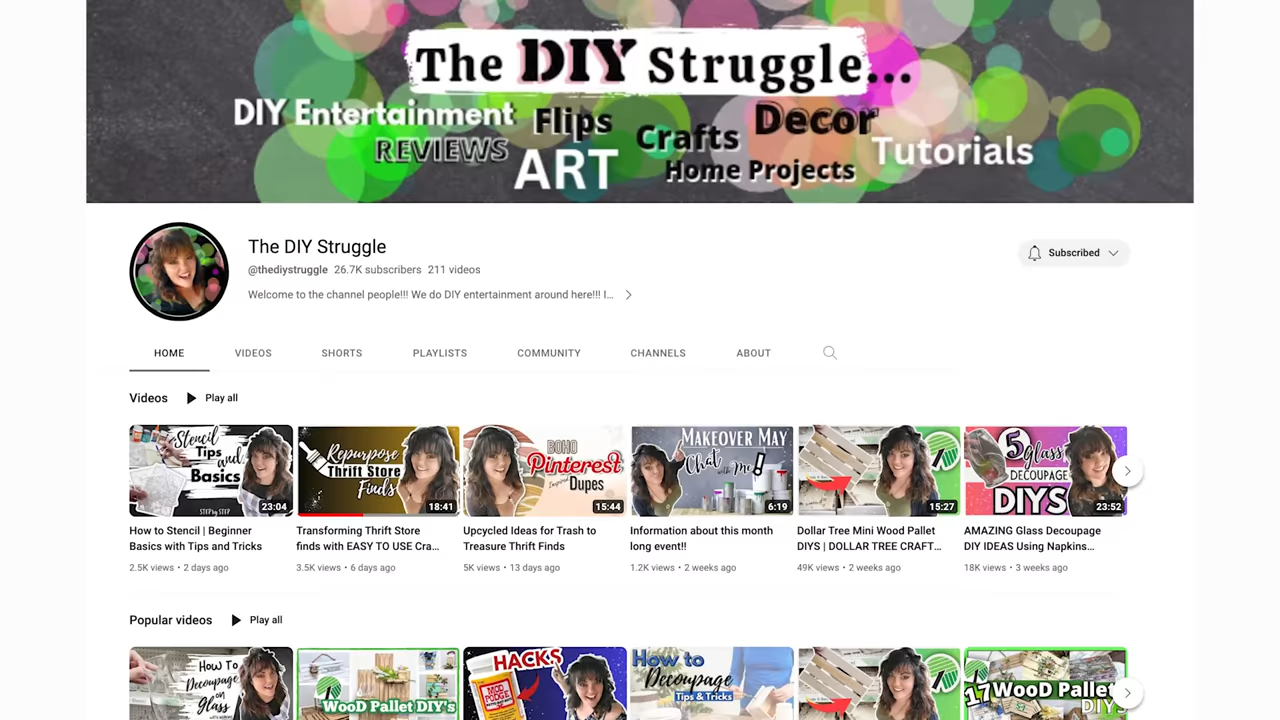 The DIY Struggle...
DIY Entertainment Flips Crafts Decor
REVIEWS ART Home Projects Tutorials
The DIY Struggle
@thediystruggle 26.7K subscribers 211 videos
Welcome to the channel people!!! We do DIY entertainment around here!!! I...
Subscribed
HOME VIDEOS SHORTS PLAYLISTS COMMUNITY CHANNELS ABOUT
Videos Play all
Stencil
Tips
and
Basics
STEP by STEP
23:04
Repurpose
Thrift Store
Finds
18:41
BOHO
Pinterest
Inspired
Dupes
15:44
MAKEOVER MAY
Chat with Me!
6:19
15:27
5 Glass
DECOUPAGE
DIYS
23:52
How to Stencil | Beginner
Basics with Tips and Tricks
2.5K views • 2 days ago
Transforming Thrift Store
finds with EASY TO USE Cra...
3.5K views • 6 days ago
Upcycled Ideas for Trash to
Treasure Thrift Finds
5K views • 13 days ago
Information about this month
long event!!
1.2K views • 2 weeks ago
Dollar Tree Mini Wood Pallet
DIYS | DOLLAR TREE CRAFT...
49K views • 2 weeks ago
AMAZING Glass Decoupage
DIY IDEAS Using Napkins...
18K views • 3 weeks ago
Popular videos Play all
How To
Decoupage
on
Glass
WooD Pallet DIY's
HACKS
MOD
PODGE
How to
Decoupage
Tips & Tricks
17 WooD Pallet
DIYS